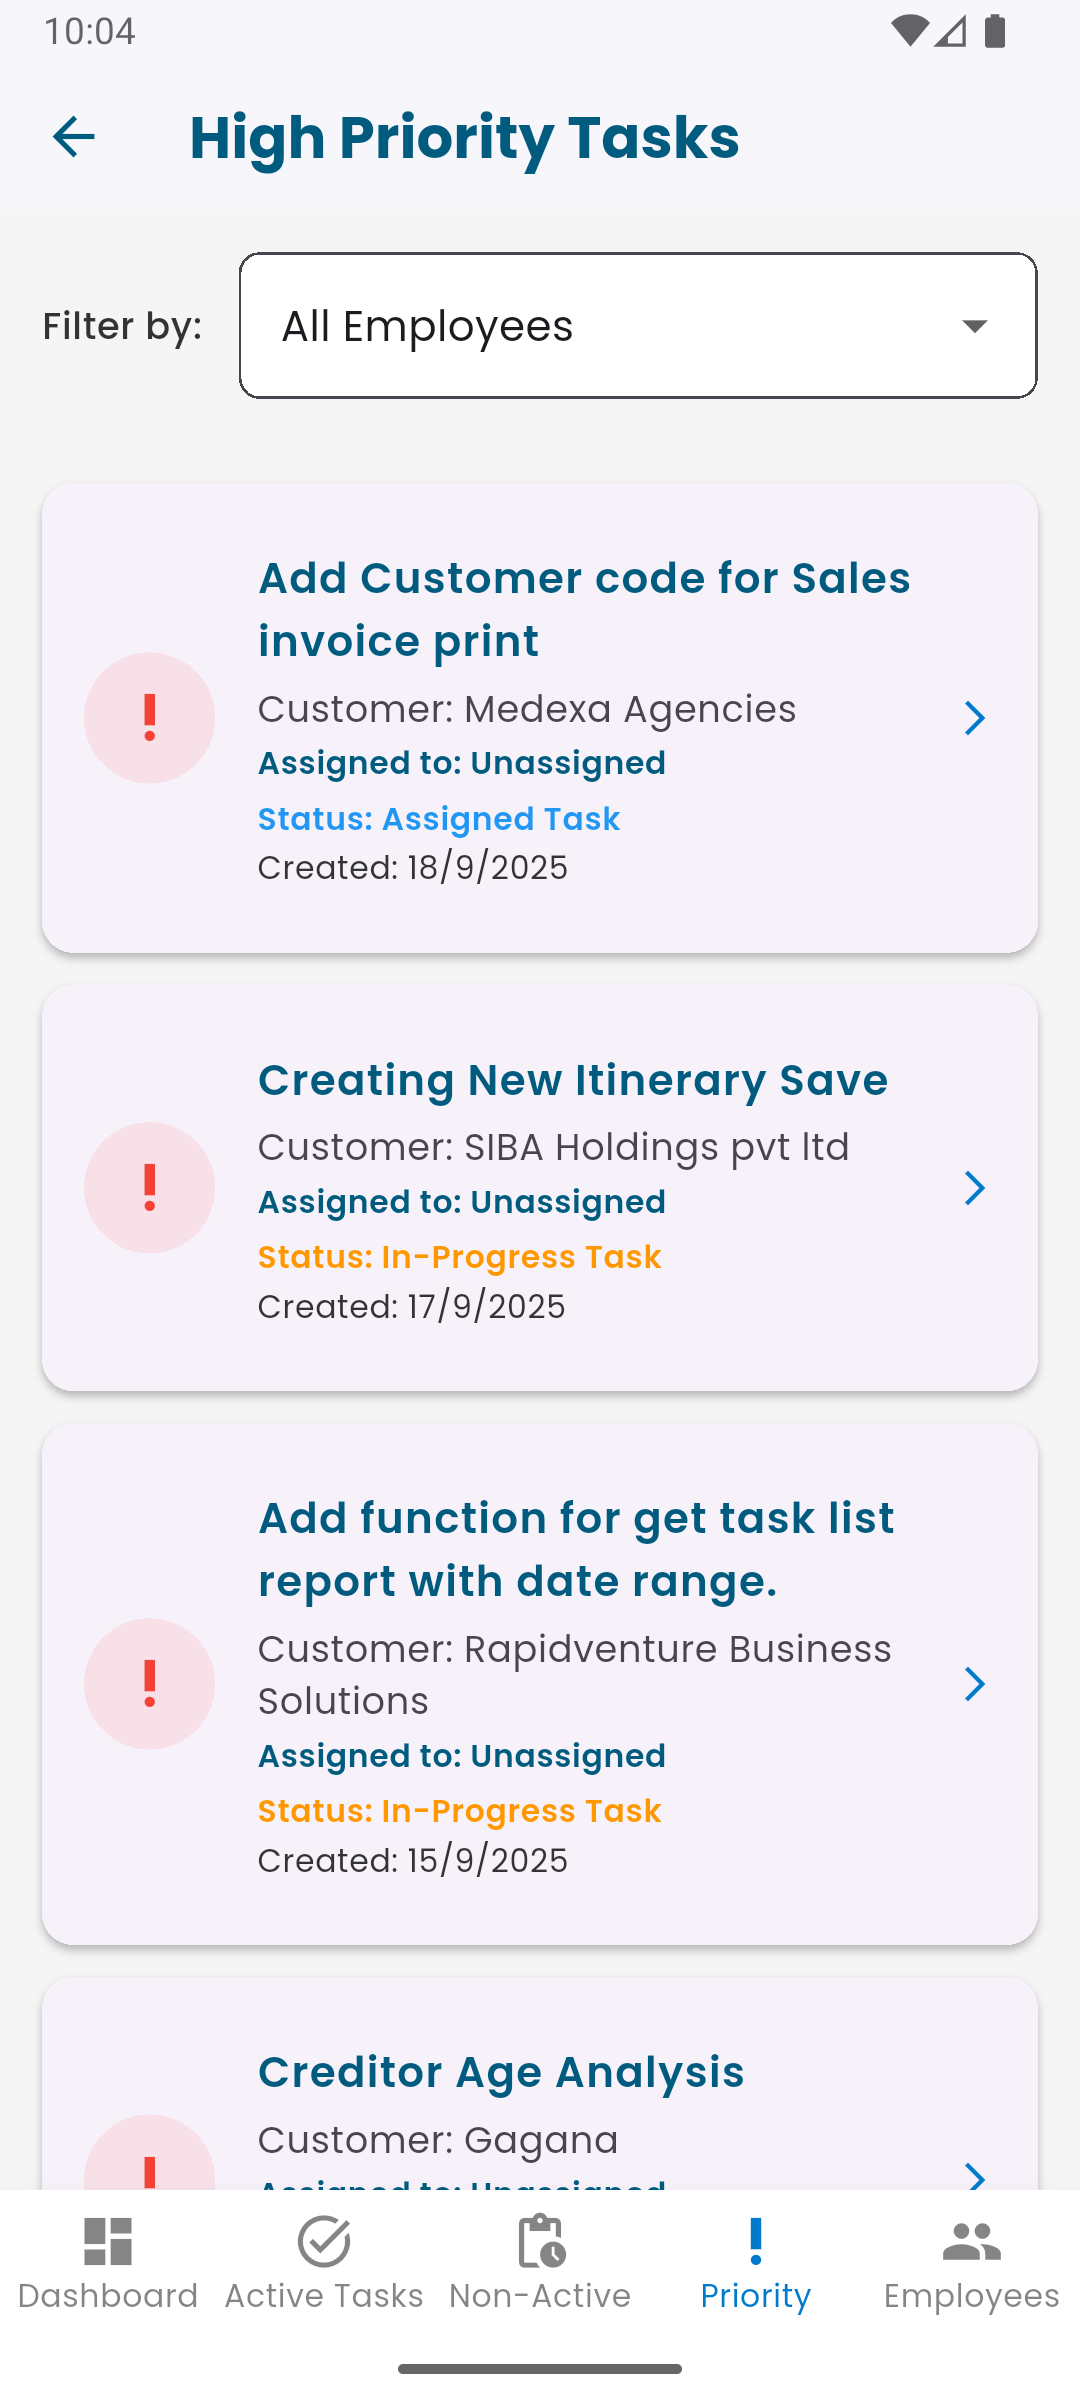 10:04
High Priority Tasks
Filter by:
All Employees
Add Customer code for Sales
invoice print
Customer: Medexa Agencies
Assigned to: Unassigned
Status: Assigned Task
Created: 18/9/2025
Creating New Itinerary Save
Customer: SIBA Holdings pvt ltd
Assigned to: Unassigned
Status: In-Progress Task
Created: 17/9/2025
Add function for get task list
report with date range.
Customer: Rapidventure Business
Solutions
Assigned to: Unassigned
Status: In-Progress Task
Created: 15/9/2025
Creditor Age Analysis
Customer: Gagana
Assigned to: Unassigned
Dashboard
Active Tasks
Non-Active
Priority
Employees